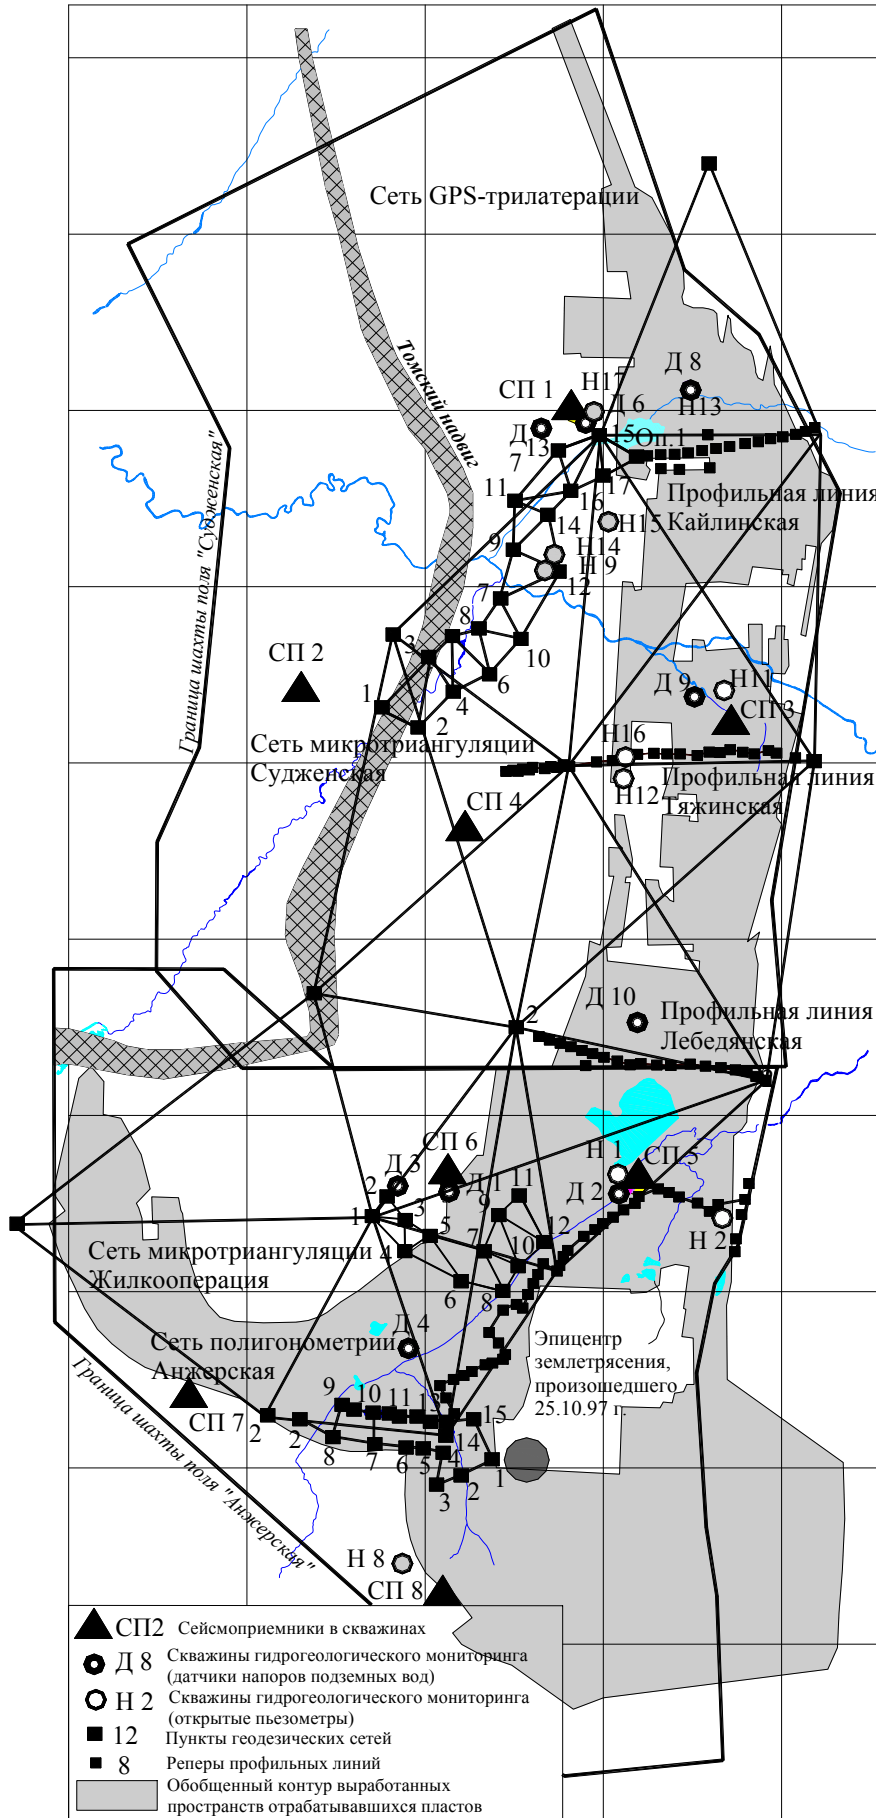 Сеть GPS-трилатерации
Томский надвиг
Д 8
Н17
СП 1
Д 6
Н13
Д
7
13
15
Оп.1
17
Профильная линия
Кайлинская
11
16
14
Н15
9
Н14
Н 9
12
7
Граница шахты поля "Судженская"
8
3
10
СП 2
1
6
4
2
Д 9
Н11
СП 3
Сеть микротриангуляции
Судженская
Н16
Профильная линия
Тяжинская
Н12
СП 4
Д 10
2
Профильная линия
Лебедянская
СП 6
Н 1
СП 5
Д 3
Д 1
Д 2
2
11
9
1
3
5
12
Н 2
Сеть микротриангуляции
Жилкооперация
4
7
10
6
8
Сеть полигонометрии
Анжерская
Д 4
Эпицентр
землетрясения,
произошедшего
25.10.97 г.
Граница шахты поля "Анжерская"
СП 7
9
10
11
13
15
2
2
8
7
6
5
4
14
1
2
3
Н 8
СП 8
СП2 Сейсмоприемники в скважинах
Д 8 Скважины гидрогеологического мониторинга
(датчики напоров подземных вод)
Н 2 Скважины гидрогеологического мониторинга
(открытые пьезометры)
12 Пункты геодезических сетей
8 Реперы профильных линий
Обобщенный контур выработанных
пространств отрабатывавшихся пластов